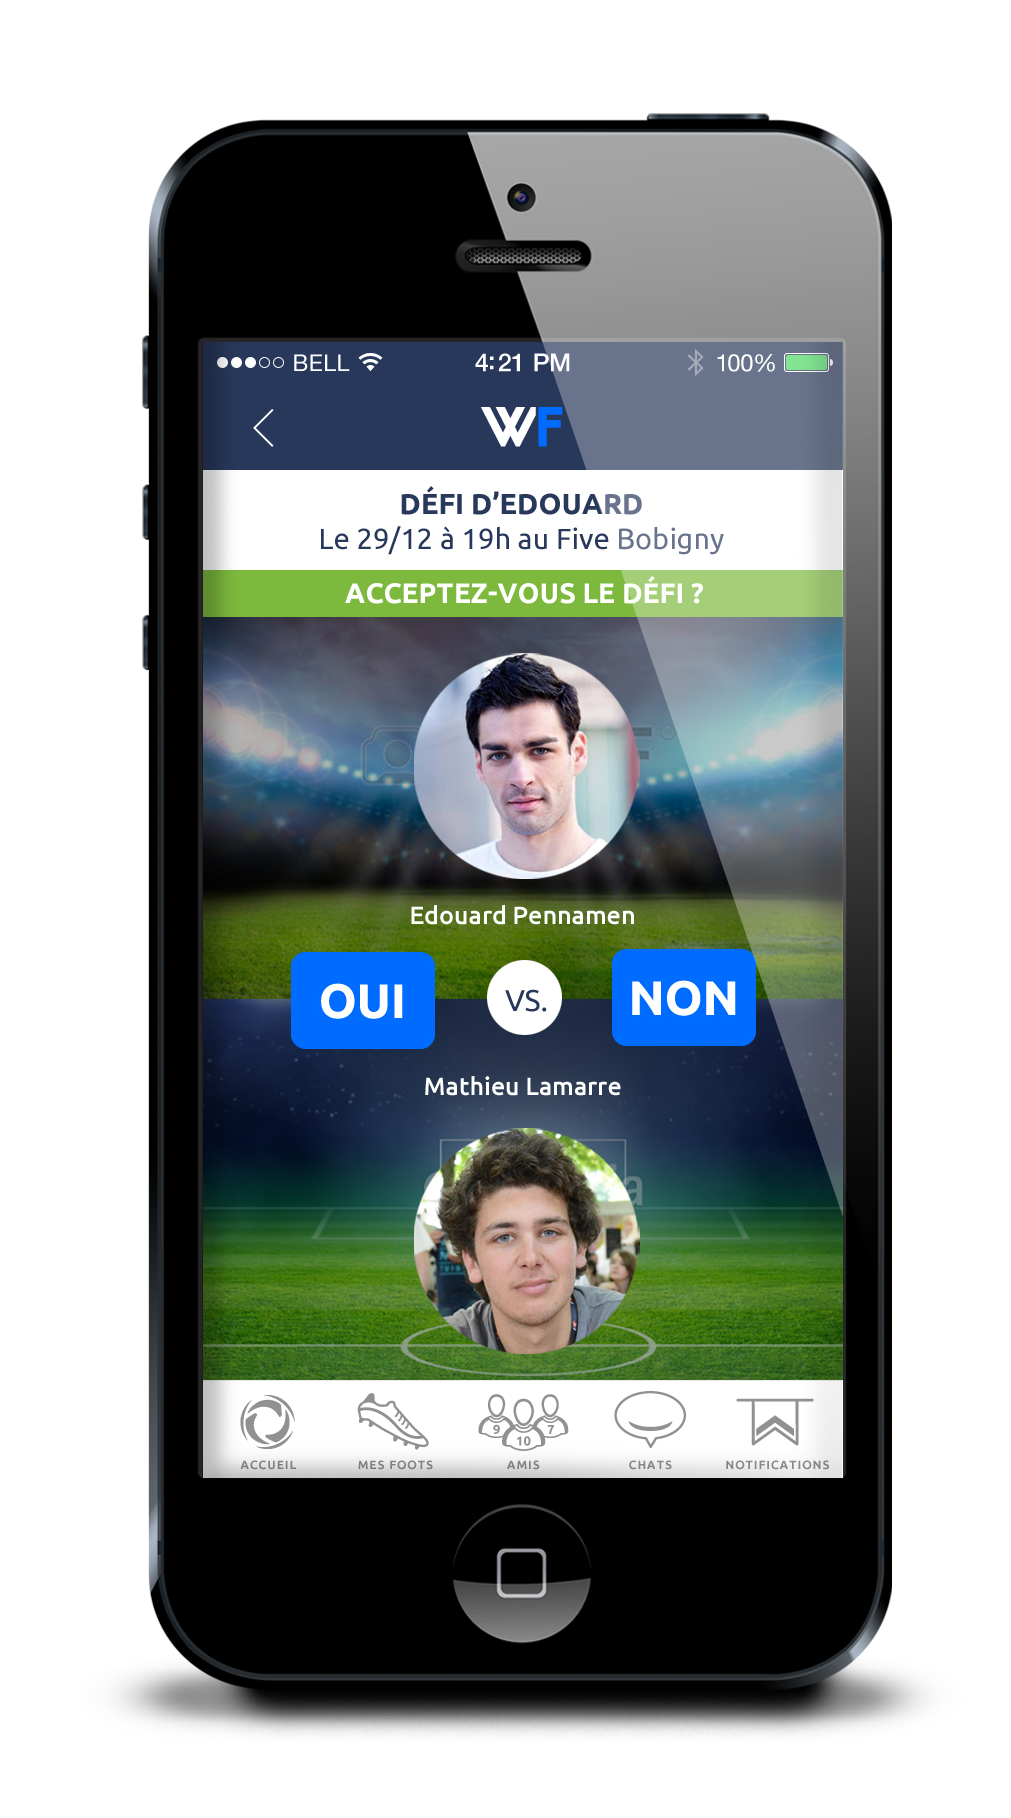 BELL 4:21 PM 100%
WF
DÉFI D’EDOUARD
Le 29/12 à 19h au Five Bobigny
ACCEPTEZ-VOUS LE DÉFI ?
Edouard Pennamen
OUI VS. NON
Mathieu Lamarre
9 10 7
ACCUEIL MES FOOTS AMIS CHATS NOTIFICATIONS